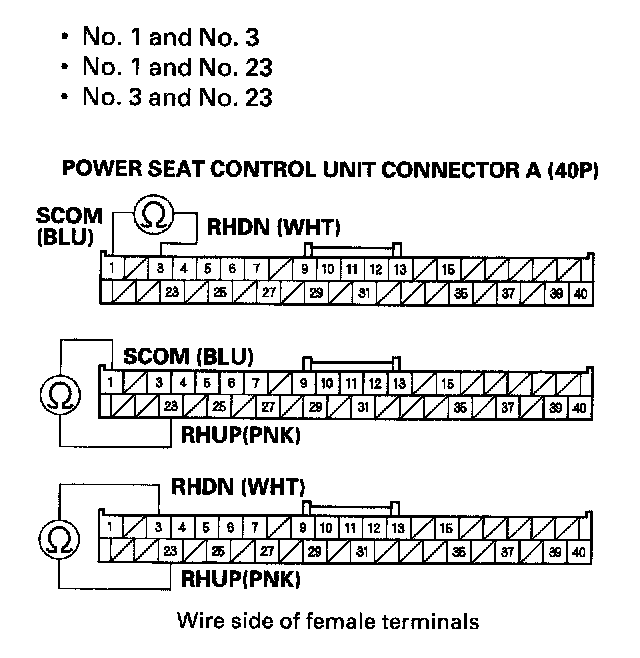 • No. 1 and No. 3
• No. 1 and No. 23
• No. 3 and No. 23
POWER SEAT CONTROL UNIT CONNECTOR A (40P)
SCOM
(BLU)
Ω
RHDN (WHT)
1 3 4 5 6 7 9 10 11 12 13 15
23 25 27 29 31 35 37 39 40
SCOM (BLU)
1 3 4 5 6 7 9 10 11 12 13 15
Ω
23 25 27 29 31 35 37 39 40
RHUP(PNK)
RHDN (WHT)
1 3 4 5 6 7 9 10 11 12 13 15
Ω
23 25 27 29 31 35 37 39 40
RHUP(PNK)
Wire side of female terminals